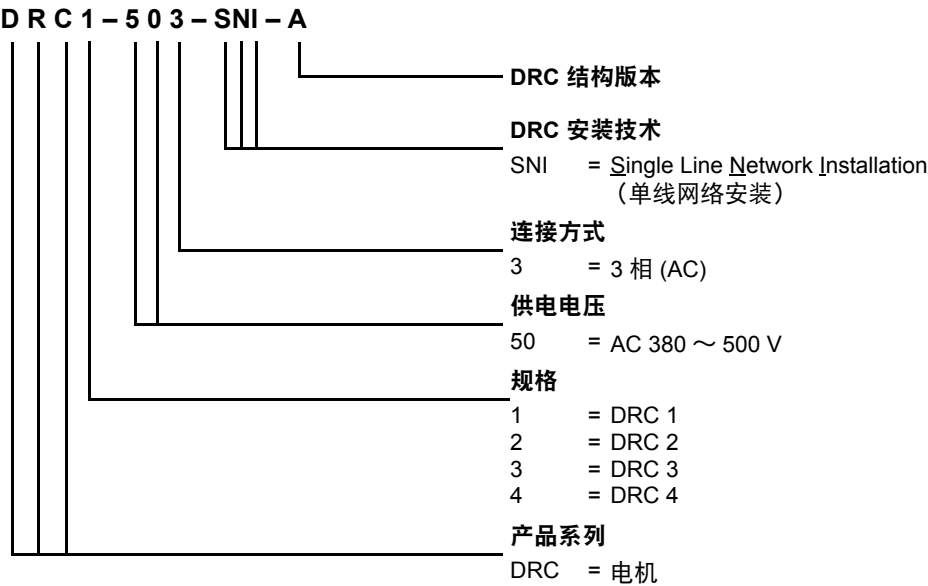 D R C 1 – 5 0 3 – SNI – A
DRC 结构版本
DRC 安装技术
SNI = Single Line Network Installation
（单线网络安装）
连接方式
3 = 3 相 (AC)
供电电压
50 = AC 380 ～ 500 V
规格
1 = DRC 1
2 = DRC 2
3 = DRC 3
4 = DRC 4
产品系列
DRC = 电机